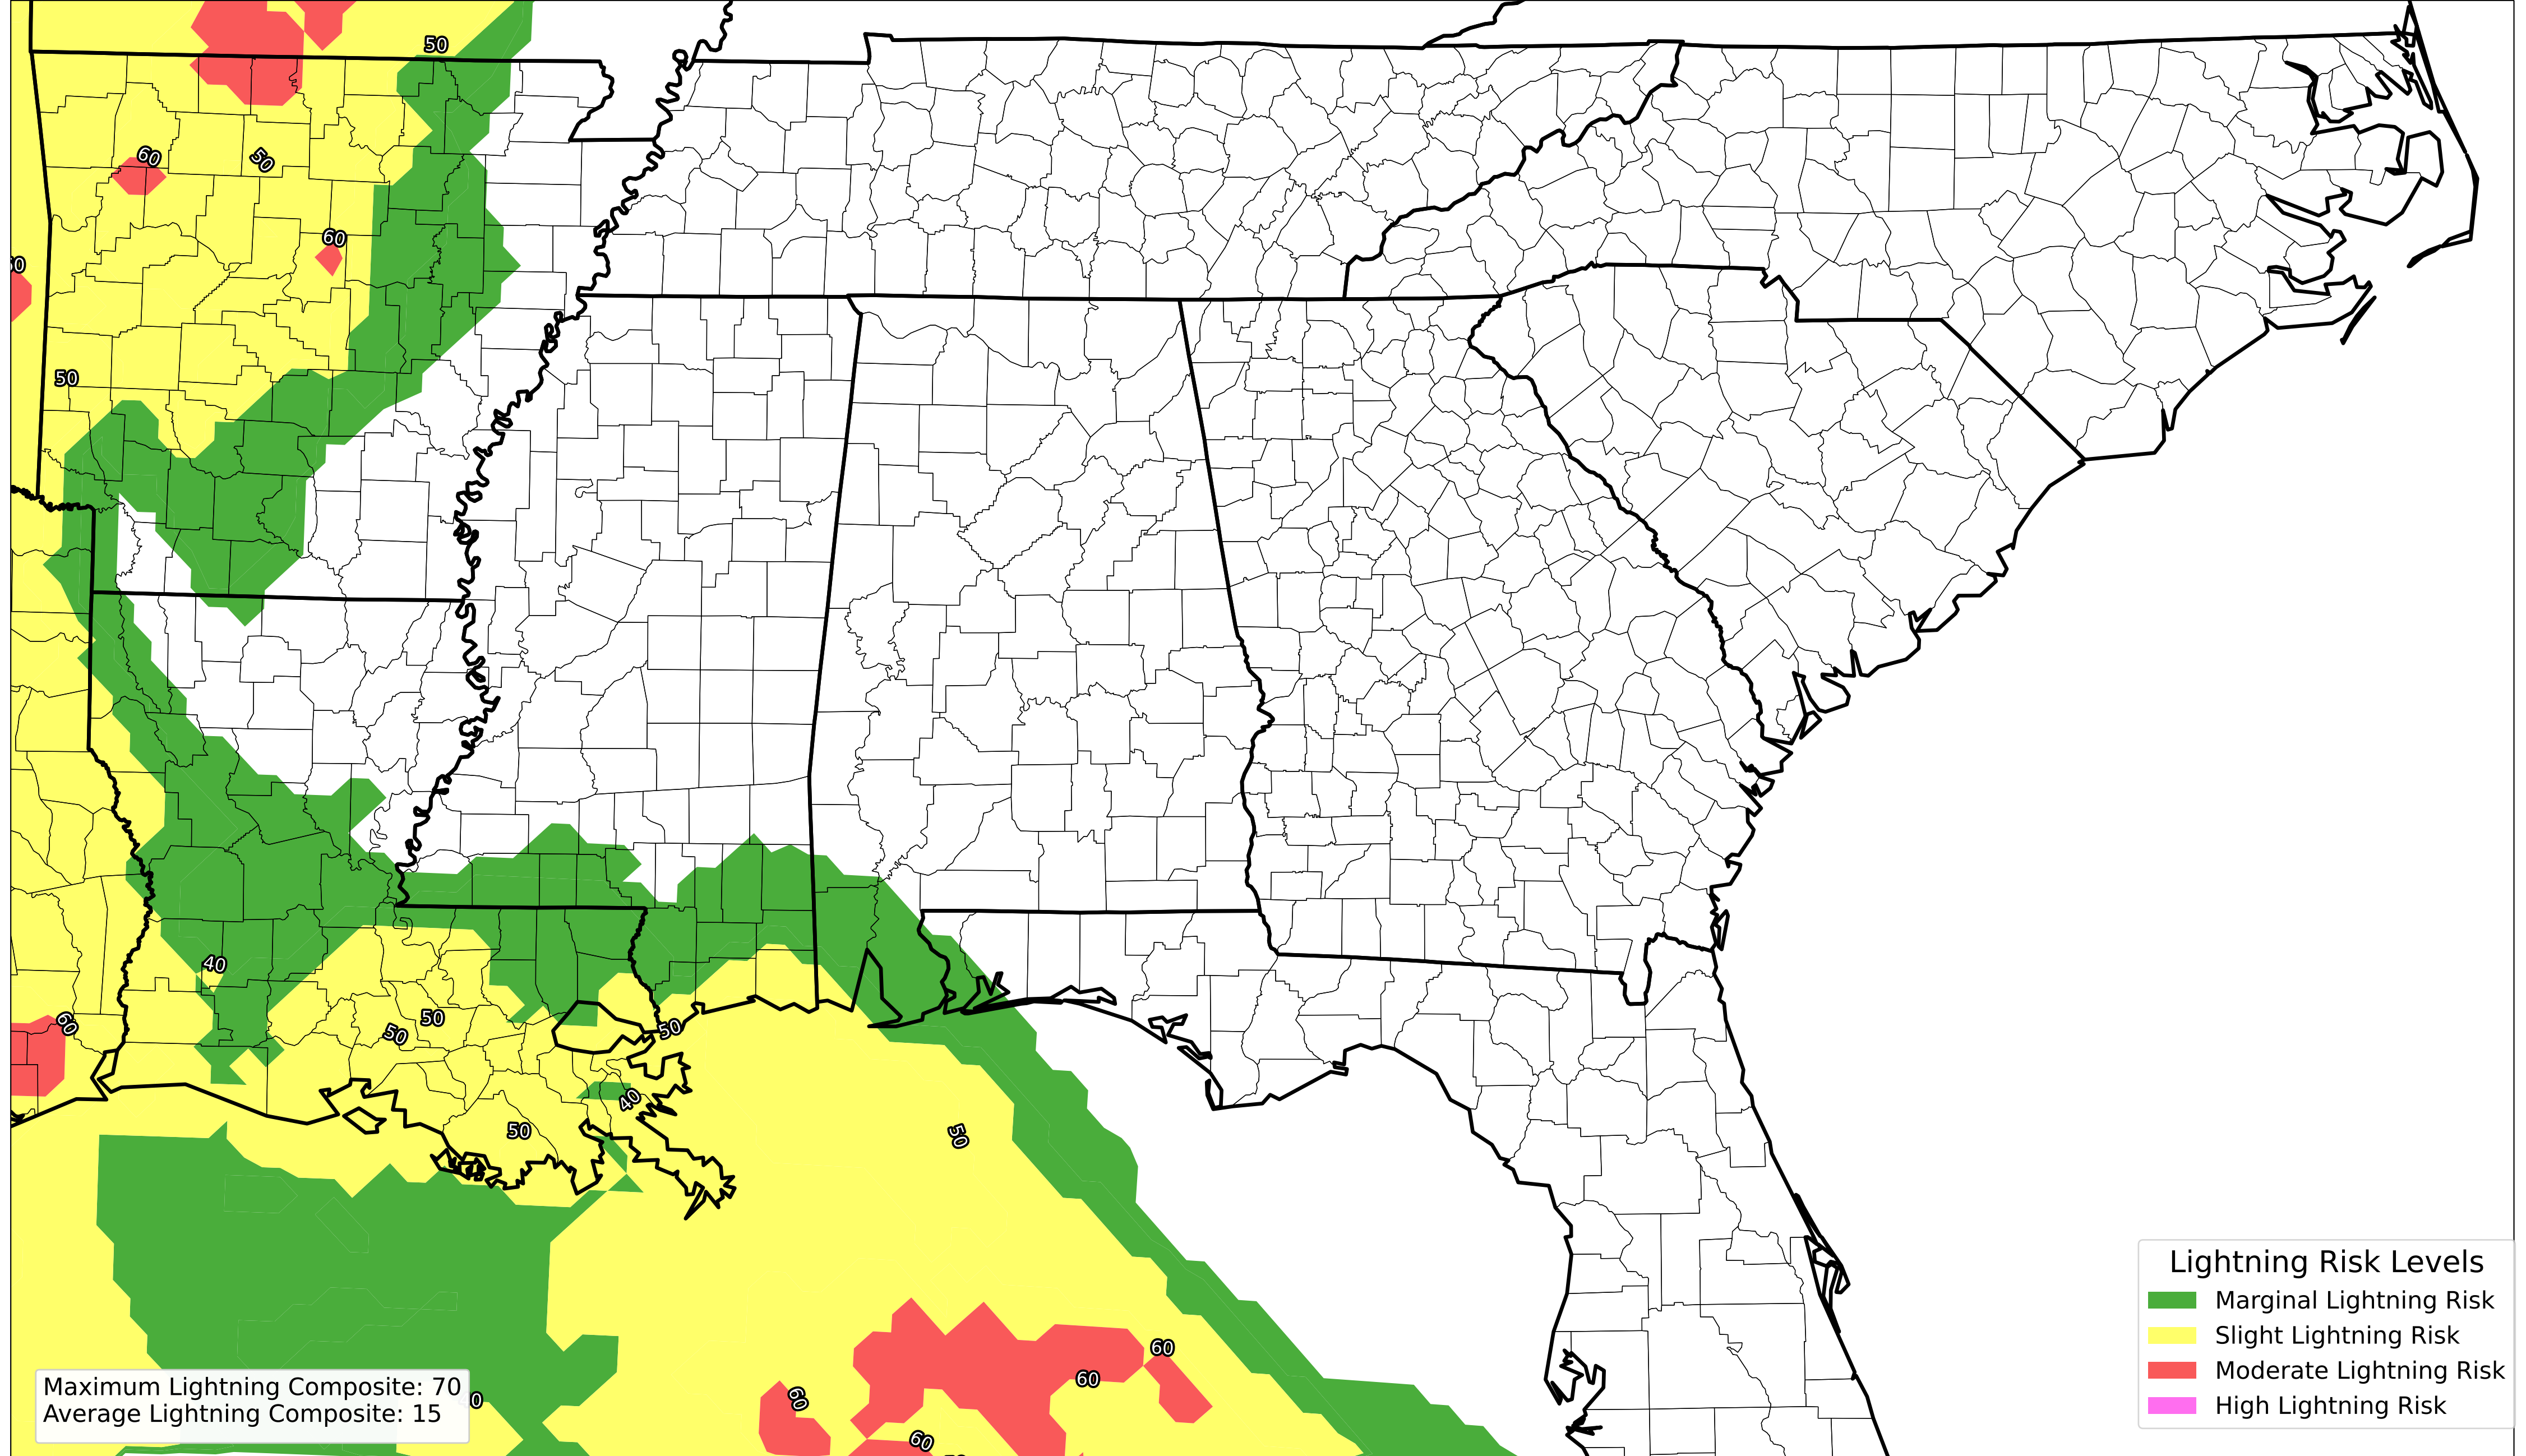 50
60
50
60
50
40
50
50
50
40
50
50
60
60
60
60
60
Maximum Lightning Composite: 70
Average Lightning Composite: 15
Lightning Risk Levels
Marginal Lightning Risk
Slight Lightning Risk
Moderate Lightning Risk
High Lightning Risk